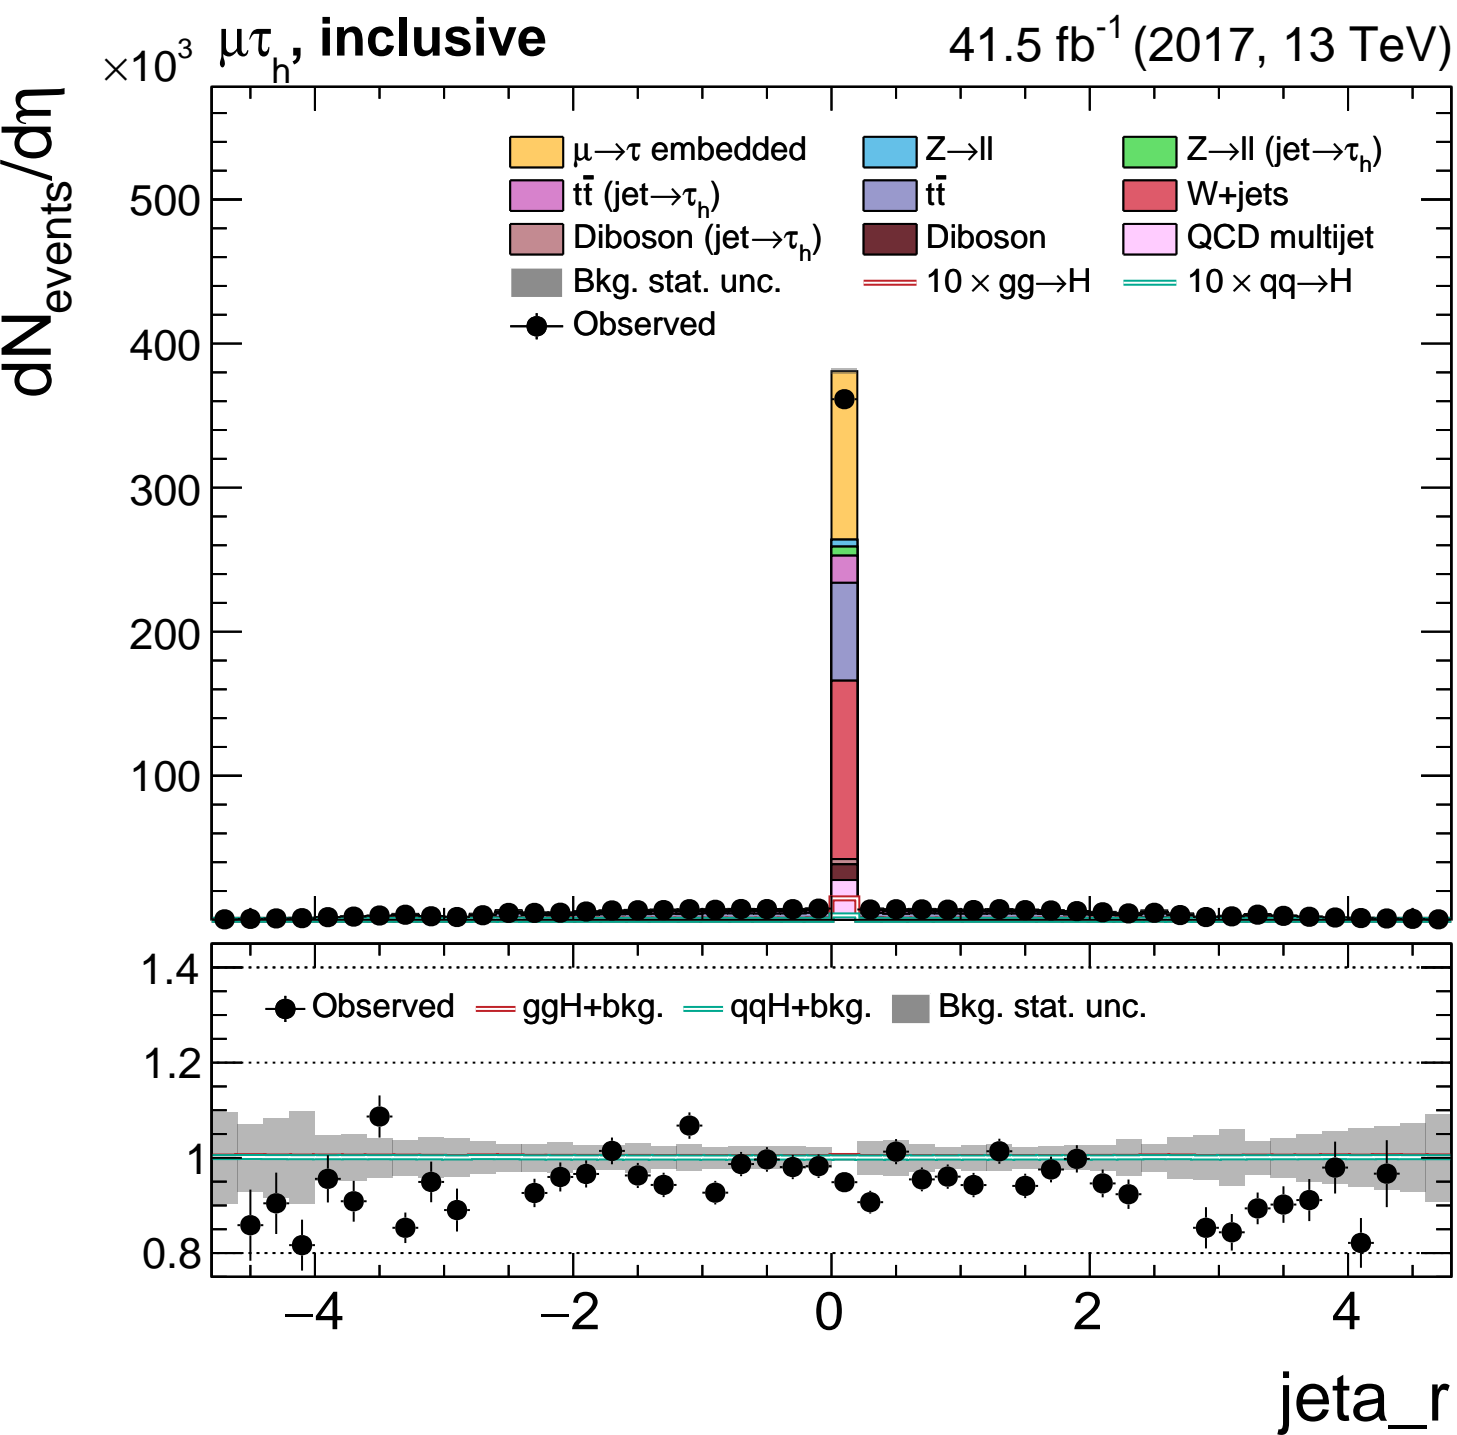 ×10³ μτₕ, inclusive 41.5 fb⁻¹ (2017, 13 TeV)
dN_events/dη
μ→τ embedded Z→ll Z→ll (jet→τₕ)
tt̄ (jet→τₕ) tt̄ W+jets
Diboson (jet→τₕ) Diboson QCD multijet
Bkg. stat. unc. 10 × gg→H 10 × qq→H
Observed
500
400
300
200
100
1.4
Observed ggH+bkg. qqH+bkg. Bkg. stat. unc.
1.2
1
0.8
−4 −2 0 2 4
jeta_r